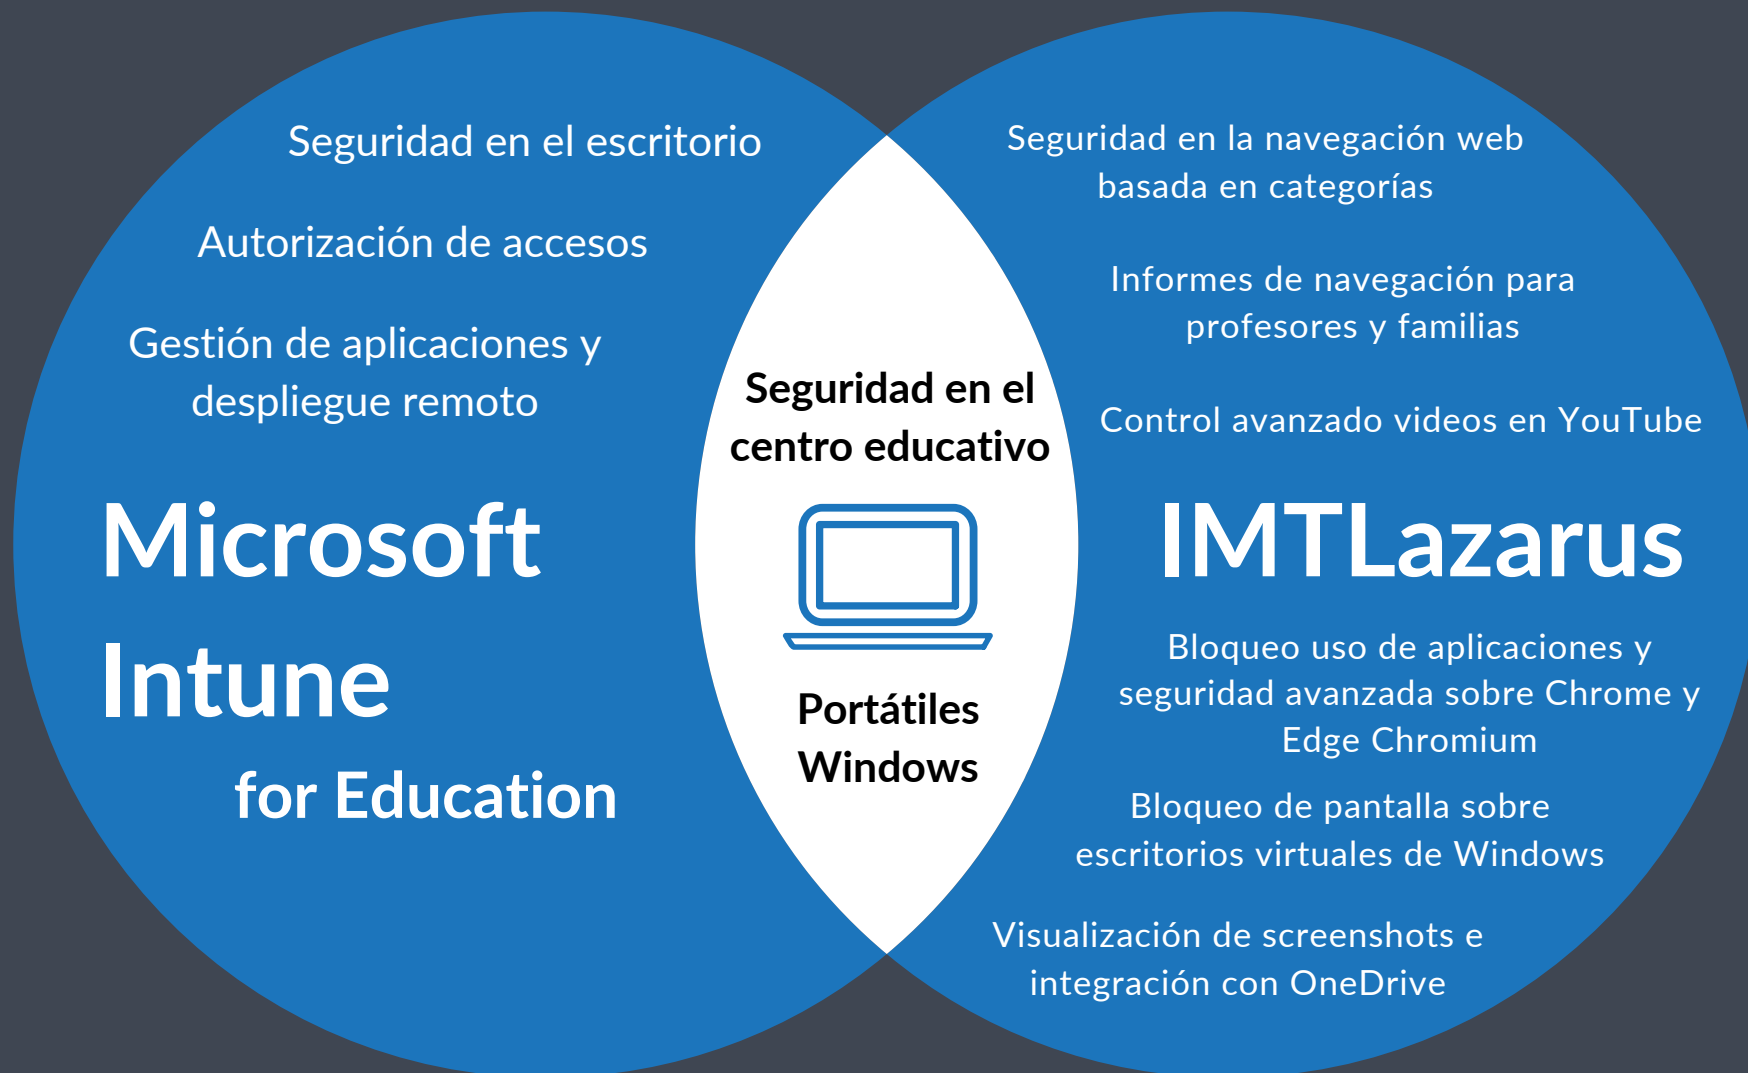 Seguridad en el escritorio
Autorización de accesos
Gestión de aplicaciones y
despliegue remoto
Microsoft
Intune
for Education
Seguridad en el
centro educativo
Portátiles
Windows
Seguridad en la navegación web
basada en categorías
Informes de navegación para
profesores y familias
Control avanzado videos en YouTube
IMTLazarus
Bloqueo uso de aplicaciones y
seguridad avanzada sobre Chrome y
Edge Chromium
Bloqueo de pantalla sobre
escritorios virtuales de Windows
Visualización de screenshots e
integración con OneDrive